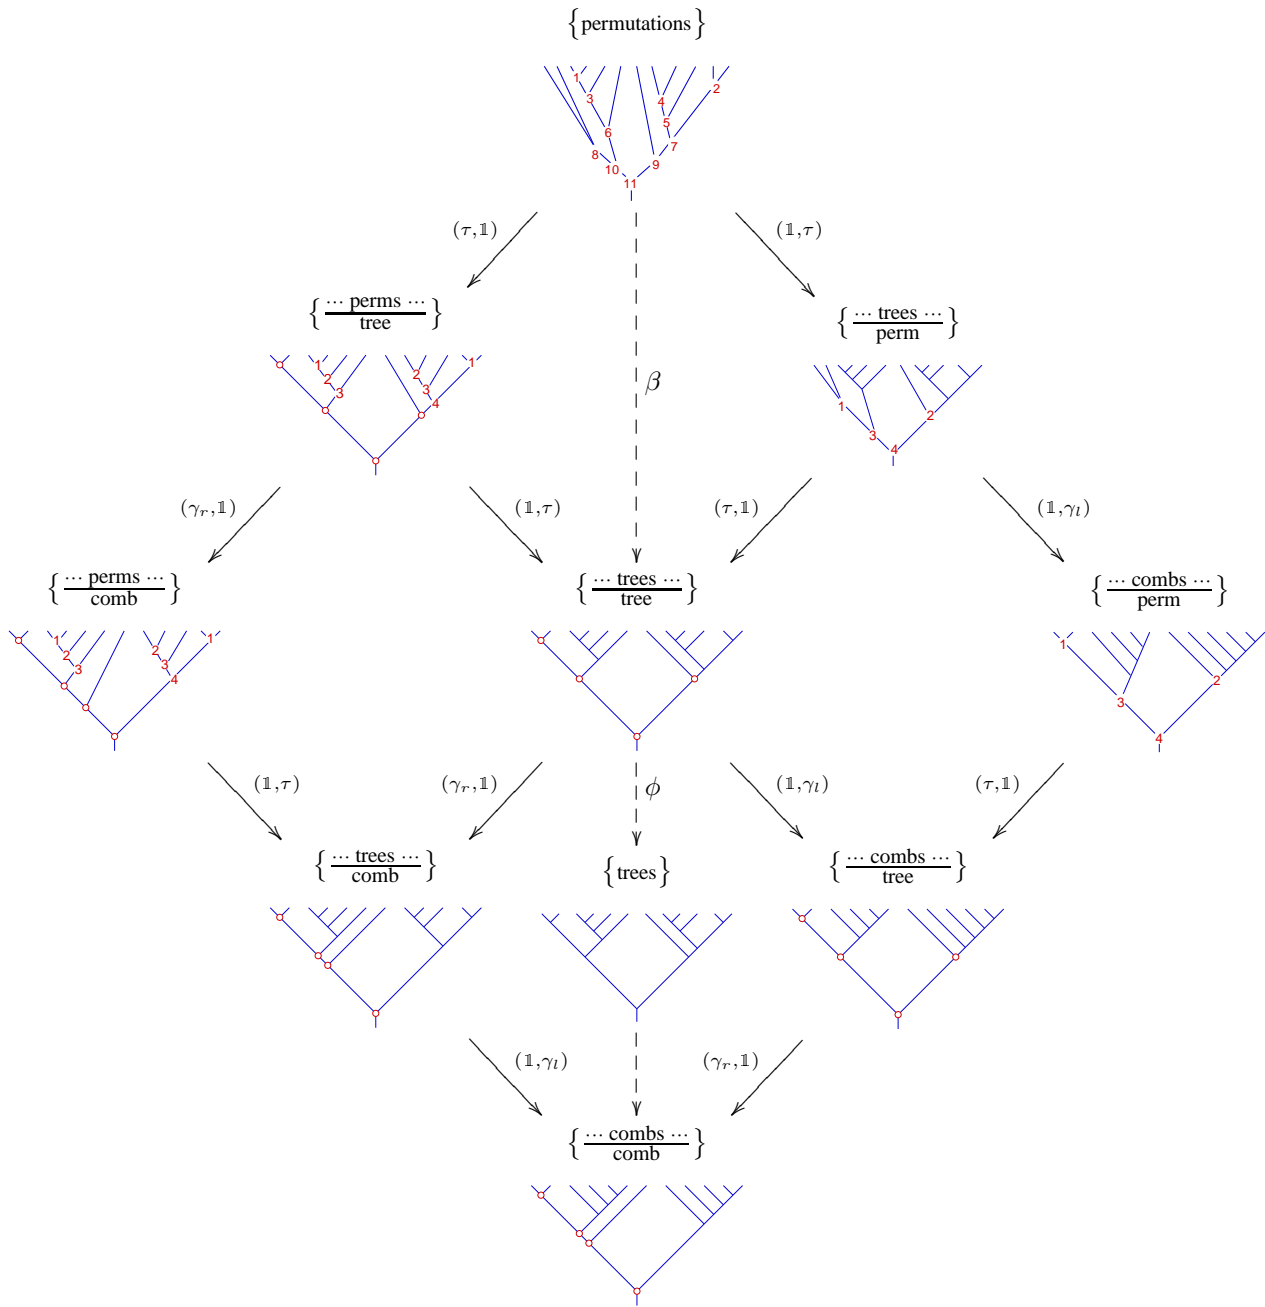 {permutations}
1
2
3
4
5
6
7
8
9
10
11
(τ,𝟙)
(𝟙,τ)
{ ··· perms ··· / tree }
{ ··· trees ··· / perm }
1
1
2
2
3
3
4
β
1
2
3
4
(γ_r,𝟙)
(𝟙,τ)
(τ,𝟙)
(𝟙,γ_l)
{ ··· perms ··· / comb }
{ ··· trees ··· / tree }
{ ··· combs ··· / perm }
1
1
2
2
3
3
4
1
2
3
4
(𝟙,τ)
(γ_r,𝟙)
φ
(𝟙,γ_l)
(τ,𝟙)
{ ··· trees ··· / comb }
{trees}
{ ··· combs ··· / tree }
(𝟙,γ_l)
(γ_r,𝟙)
{ ··· combs ··· / comb }